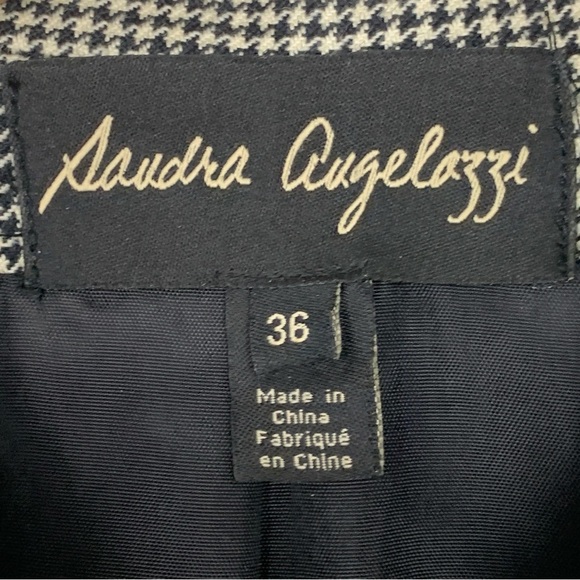 Sandra Angelozzi
36
Made in
China
Fabriqué
en Chine